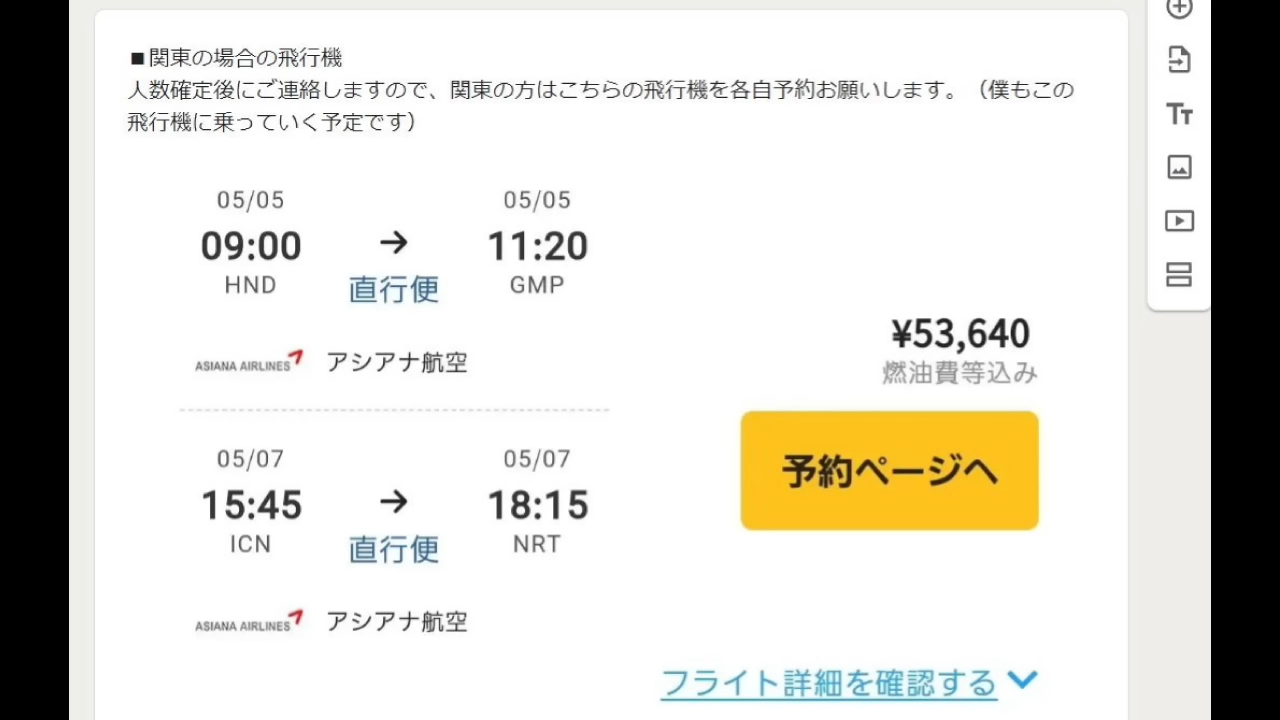 ■関東の場合の飛行機
人数確定後にご連絡しますので、関東の方はこちらの飛行機を各自予約お願いします。（僕もこの
飛行機に乗っていく予定です）
05/05 05/05
09:00 → 11:20
HND 直行便 GMP
ASIANA AIRLINES アシアナ航空
¥53,640
燃油費等込み
予約ページへ
05/07 05/07
15:45 → 18:15
ICN 直行便 NRT
ASIANA AIRLINES アシアナ航空
フライト詳細を確認する
Tт